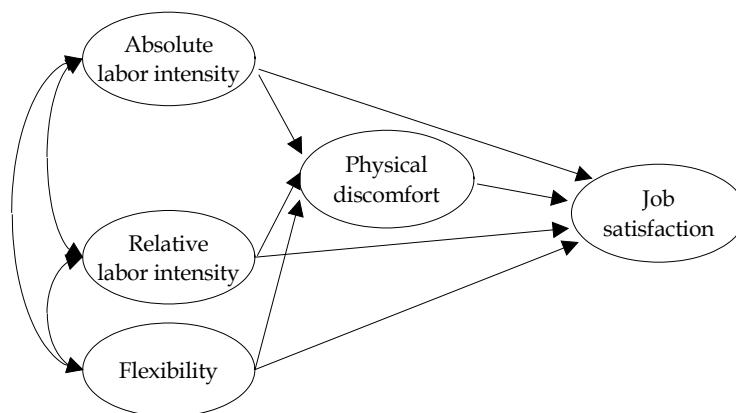 Absolute
labor intensity
Physical
discomfort
Job
satisfaction
Relative
labor intensity
Flexibility